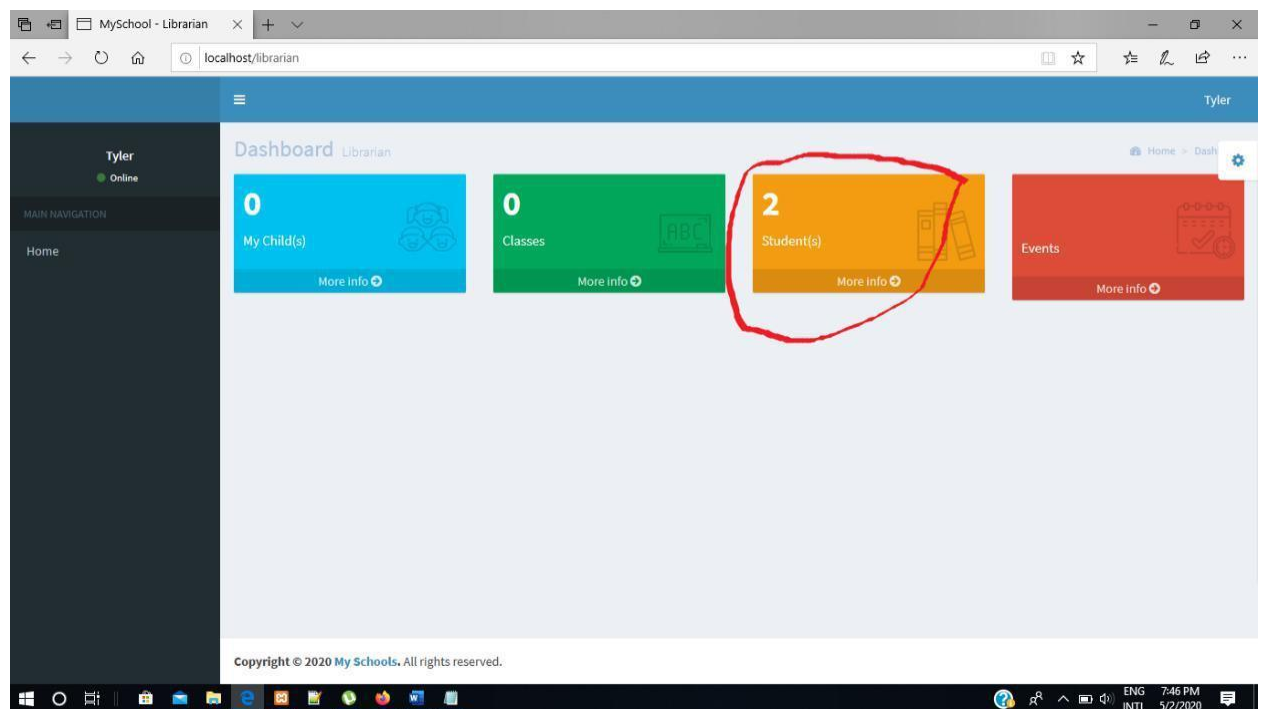 MySchool - Librarian
localhost/librarian
Tyler
Tyler
Online
MAIN NAVIGATION
Home
Dashboard Librarian
Home > Dash
0
My Child(s)
More info
0
Classes
ABC
More info
2
Student(s)
More info
Events
More info
Copyright © 2020 My Schools. All rights reserved.
ENG
INTL
7:46 PM
5/2/2020